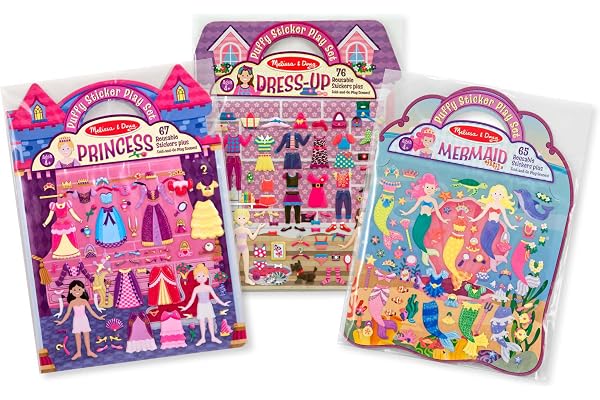 Puffy Sticker Play Set
Melissa & Doug
PRINCESS
67
Reusable
Stickers plus
Puffy Sticker Play Set
Melissa & Doug
DRESS-UP
76
Reusable
Stickers plus
Puffy Sticker Play Set
Melissa & Doug
MERMAID
65
Reusable
Stickers plus